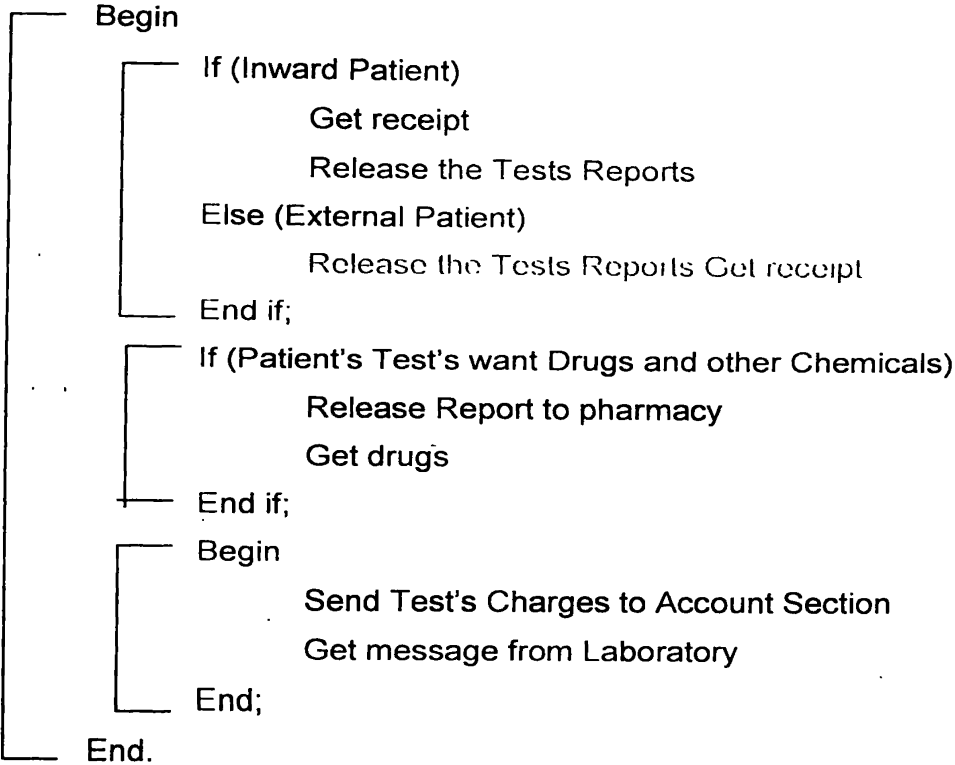 Begin
If (Inward Patient)
Get receipt
Release the Tests Reports
Else (External Patient)
Release the Tests Reports Get receipt
End if;
If (Patient's Test's want Drugs and other Chemicals)
Release Report to pharmacy
Get drugs
End if;
Begin
Send Test's Charges to Account Section
Get message from Laboratory
End;
End.